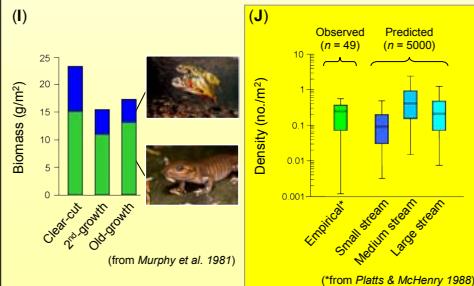 (I)
Biomass (g/m²)
25
20
15
10
5
0
Clear-cut
2nd-growth
Old-growth
(from Murphy et al. 1981)
(J)
Observed
(n = 49)
Predicted
(n = 5000)
Density (no./m²)
10
1
0.1
0.01
0.001
Empirical*
Small stream
Medium stream
Large stream
(*from Platts & McHenry 1988)